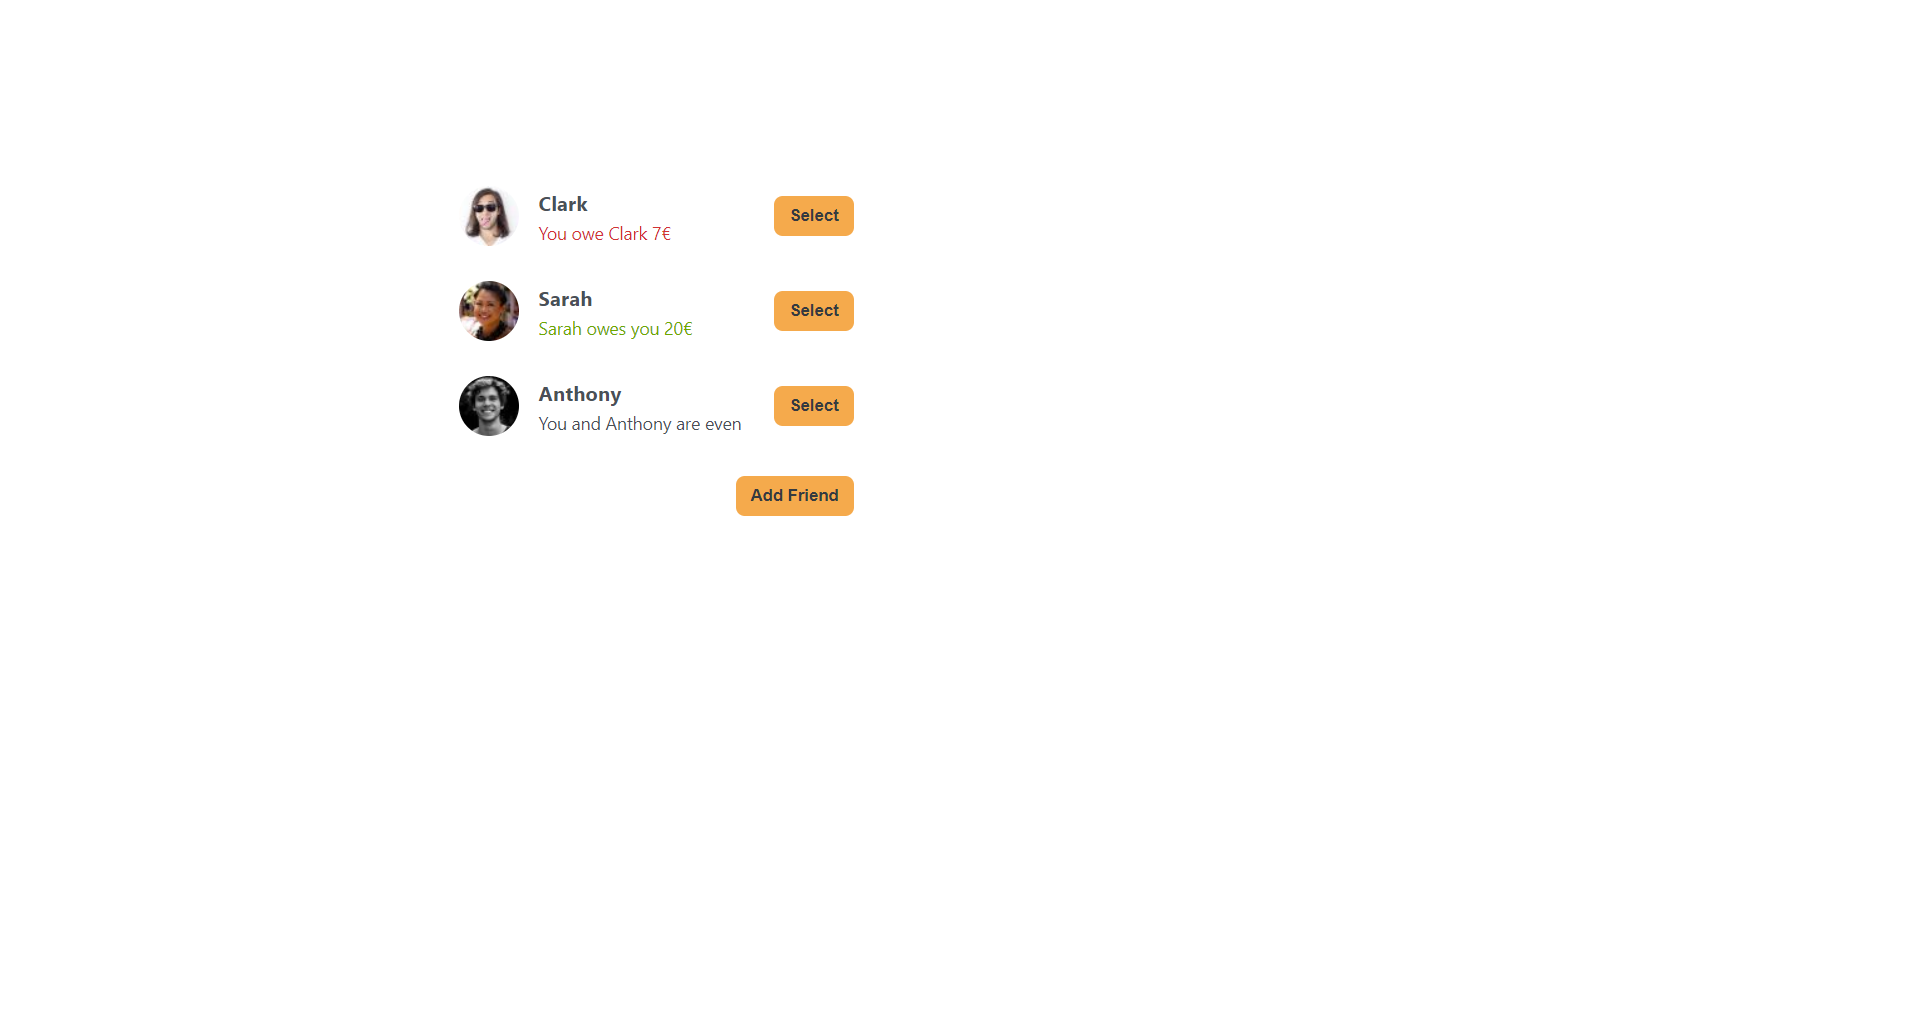 Clark
You owe Clark 7€
Select
Sarah
Sarah owes you 20€
Select
Anthony
You and Anthony are even
Select
Add Friend